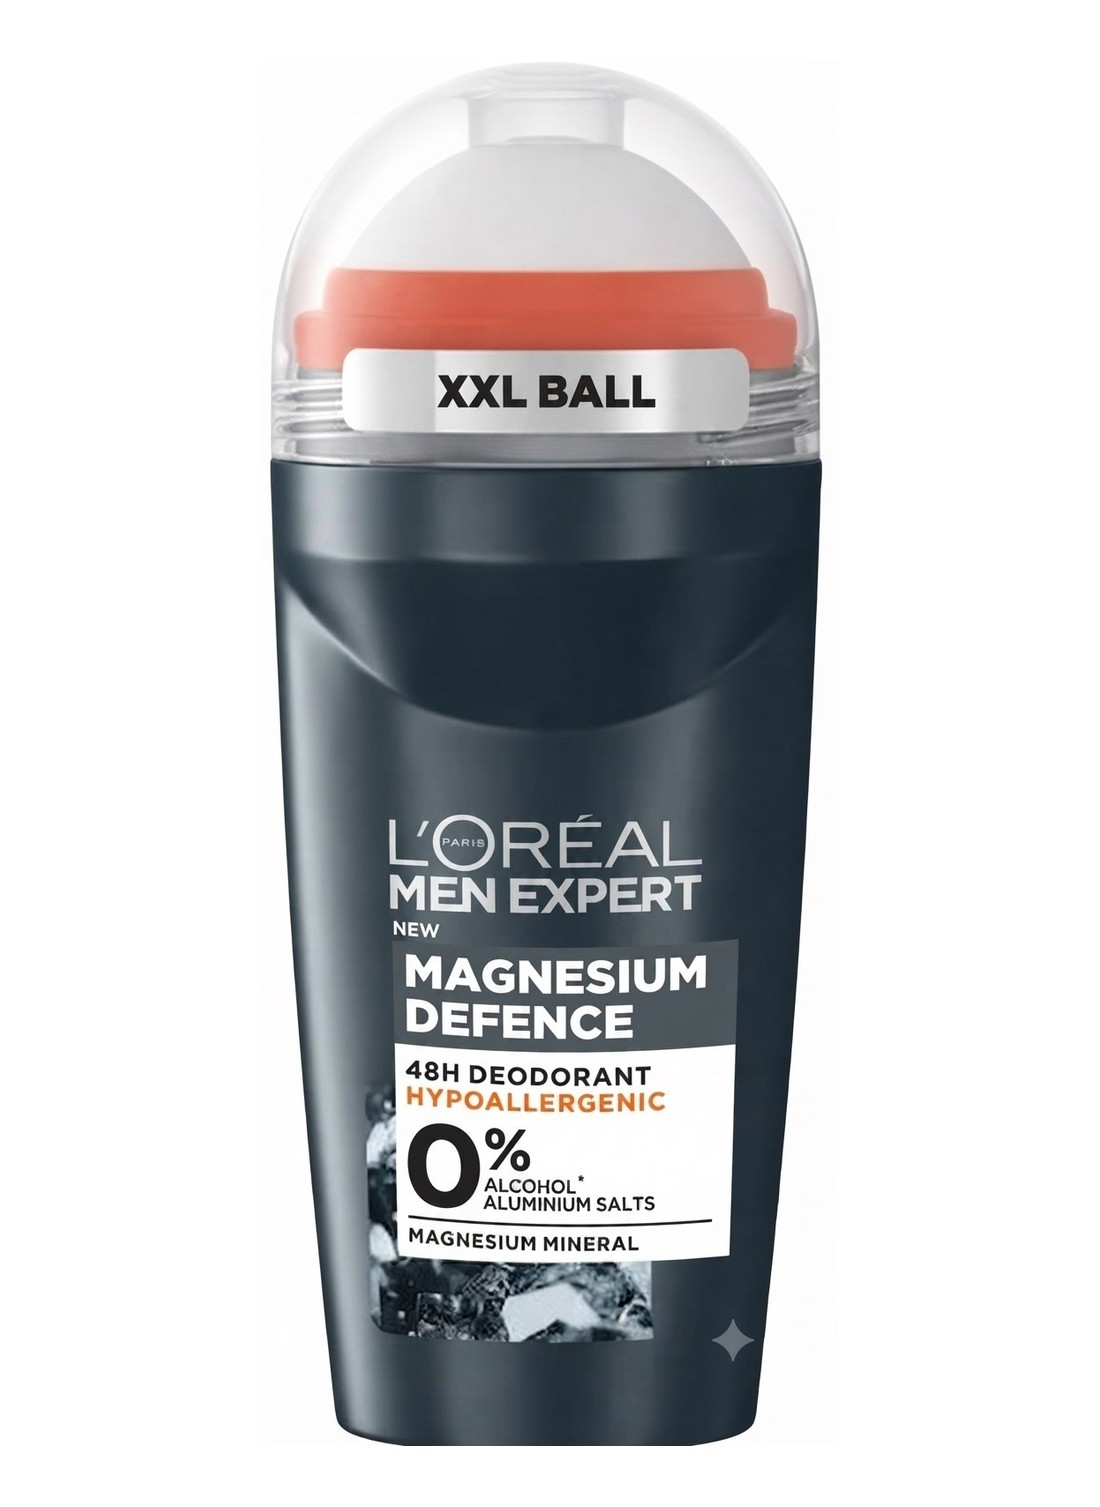 XXL BALL
L'ORÉAL
PARIS
MEN EXPERT
NEW
MAGNESIUM
DEFENCE
48H DEODORANT
HYPOALLERGENIC
0%
ALCOHOL*
ALUMINIUM SALTS
MAGNESIUM MINERAL